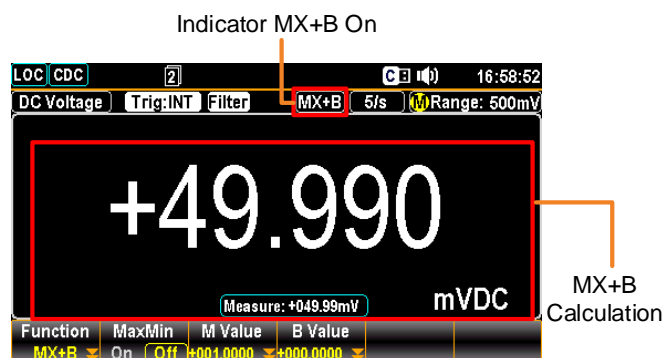 Indicator MX+B On
LOC CDC 2 C 16:58:52
DC Voltage Trig:INT Filter MX+B 5/s M Range: 500mV
+49.990
Measure: +049.99mV mVDC
MX+B
Calculation
Function MaxMin M Value B Value
MX+B On Off +001.0000 +000.0000